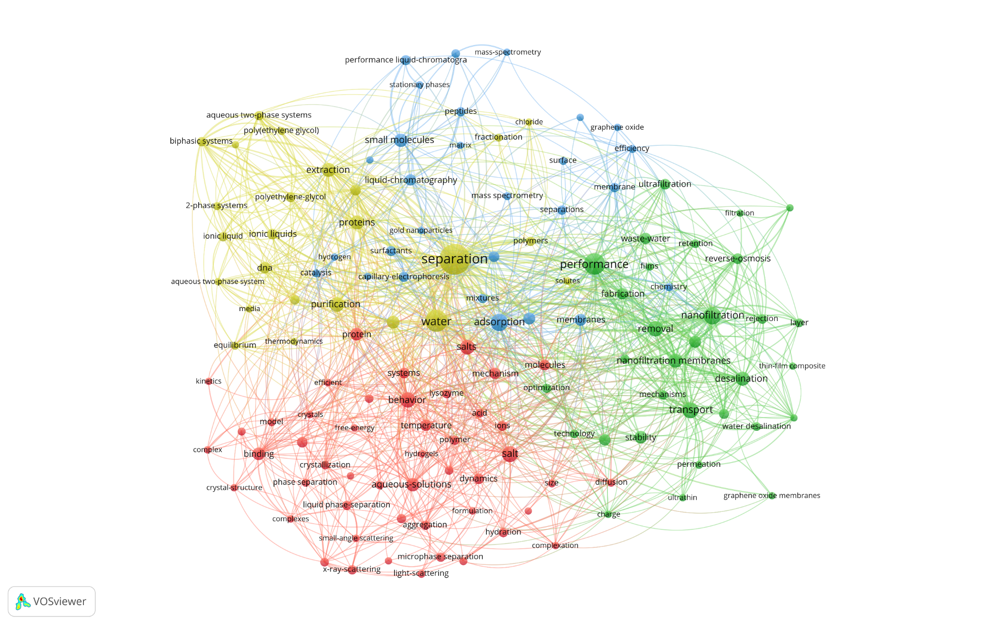 mass-spectrometry
performance liquid-chromatogra
stationary phases
peptides
aqueous two-phase systems
chloride
graphene oxide
poly(ethylene glycol)
fractionation
small molecules
biphasic systems
matrix
efficiency
surface
extraction
liquid-chromatography
ultrafiltration
membrane
mass spectrometry
polyethylene-glycol
2-phase systems
separations
filtration
proteins
gold nanoparticles
ionic liquids
ionic liquid
waste-water
polymers
retention
surfactants
hydrogen
separation
reverse-osmosis
performance
films
dna
catalysis
capillary-electrophoresis
solutes
aqueous two-phase system
chemistry
fabrication
mixtures
purification
media
nanofiltration
rejection
membranes
water
adsorption
layer
removal
protein
thermodynamics
equilibrium
salts
nanofiltration membranes
molecules
thin-film composite
systems
mechanism
desalination
kinetics
efficient
optimization
lysozyme
mechanisms
behavior
transport
acid
crystals
model
temperature
ions
water desalination
free-energy
technology
stability
polymer
complex
binding
hydrogels
salt
crystallization
permeation
dynamics
phase separation
aqueous-solutions
size
diffusion
crystal-structure
graphene oxide membranes
ultrathin
liquid phase-separation
formulation
charge
complexes
aggregation
hydration
small-angle scattering
complexation
microphase separation
x-ray-scattering
light-scattering
VOSviewer